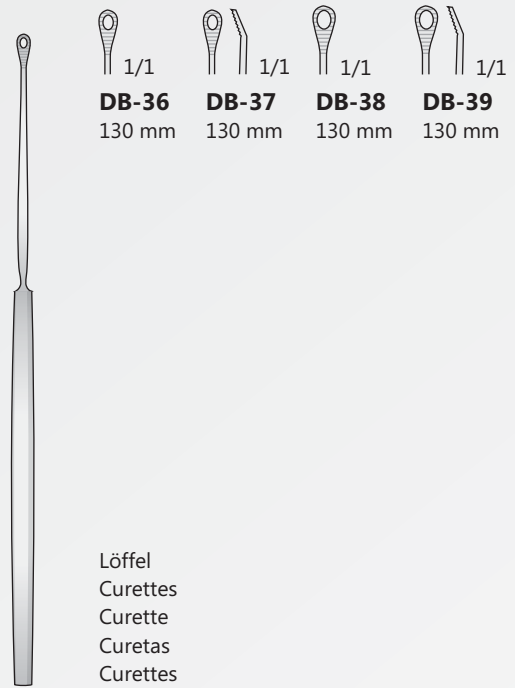 1/1 1/1 1/1 1/1
DB-36 DB-37 DB-38 DB-39
130 mm 130 mm 130 mm 130 mm
Löffel
Curettes
Curette
Curetas
Curettes